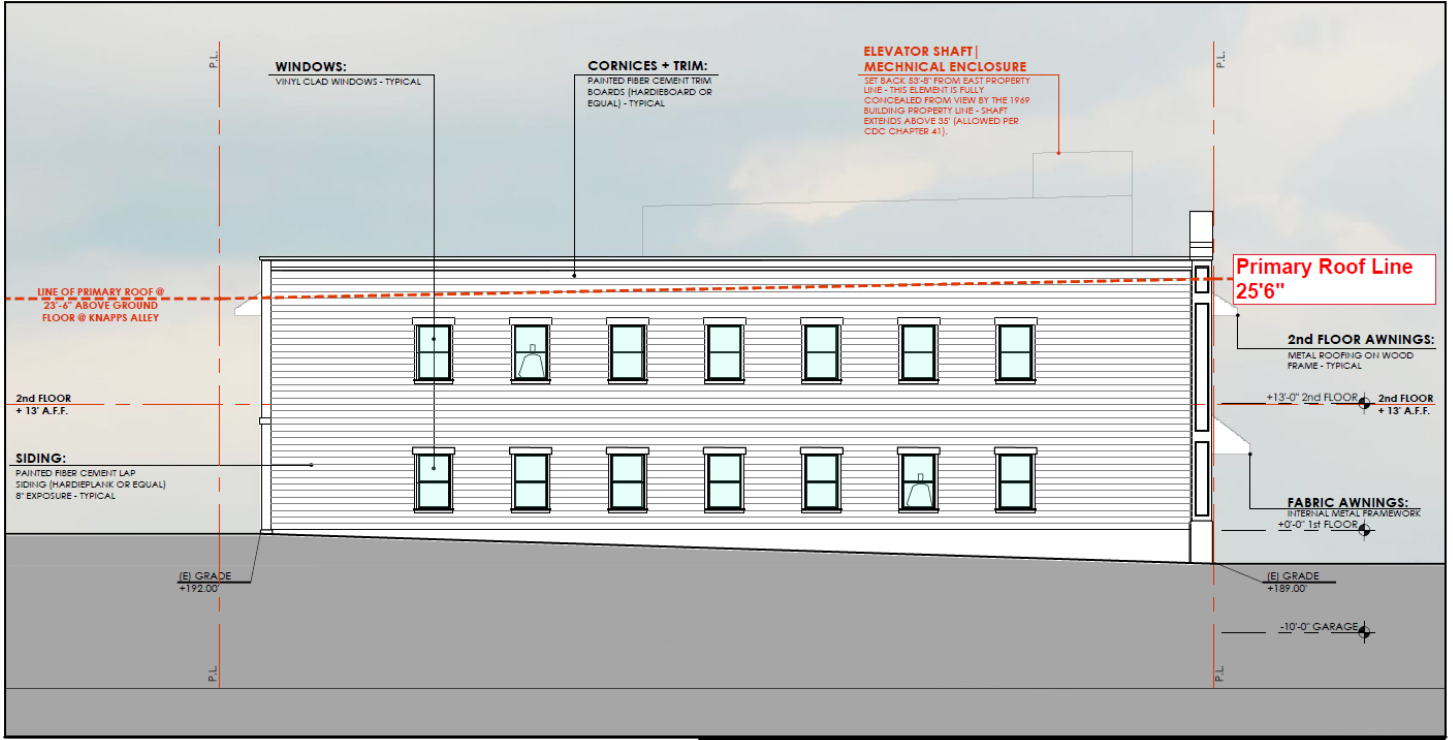 P.L.
WINDOWS:
VINYL CLAD WINDOWS - TYPICAL
CORNICES + TRIM:
PAINTED FIBER CEMENT TRIM
BOARDS (HARDIEBOARD OR
EQUAL) - TYPICAL
ELEVATOR SHAFT|
MECHNICAL ENCLOSURE
SET BACK 53'-8" FROM EAST PROPERTY
LINE - THIS ELEMENT IS FULLY
CONCEALED FROM VIEW BY THE 1969
BUILDING PROPERTY LINE - SHAFT
EXTENDS ABOVE 35' (ALLOWED PER
CDC CHAPTER 41).
P.L.
LINE OF PRIMARY ROOF @
23'-6" ABOVE GROUND
FLOOR @ KNAPPS ALLEY
Primary Roof Line
25'6"
2nd FLOOR AWNINGS:
METAL ROOFING ON WOOD
FRAME - TYPICAL
2nd FLOOR
+ 13' A.F.F.
+13'-0" 2nd FLOOR
2nd FLOOR
+ 13' A.F.F.
SIDING:
PAINTED FIBER CEMENT LAP
SIDING (HARDIEPLANK OR EQUAL)
8" EXPOSURE - TYPICAL
FABRIC AWNINGS:
INTERNAL METAL FRAMEWORK
+0'-0" 1st FLOOR
(E) GRADE
+192.00'
(E) GRADE
+189.00'
-10'-0" GARAGE
P.L.
P.L.